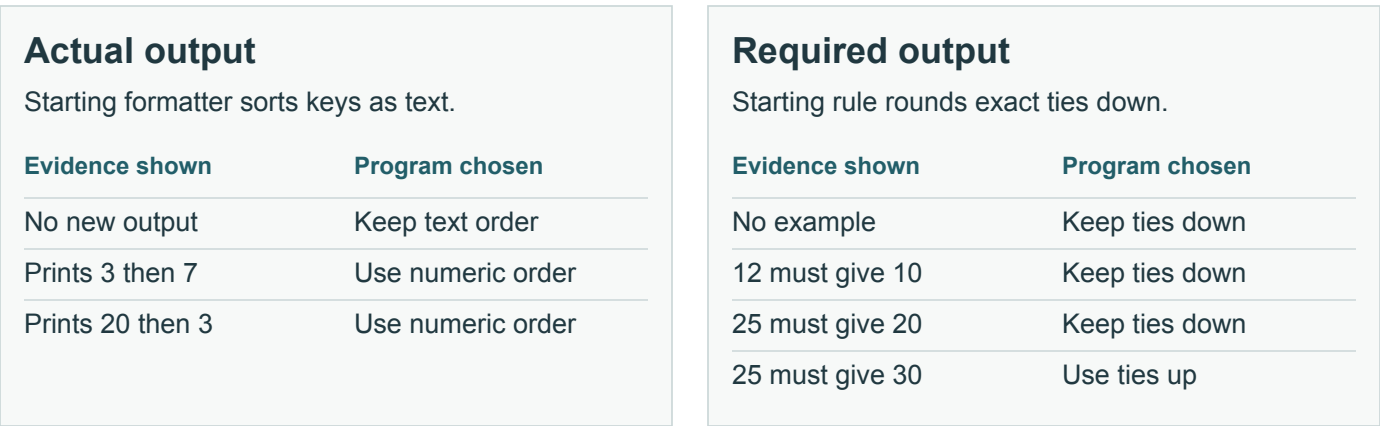 Actual output
Starting formatter sorts keys as text.
Evidence shown Program chosen
No new output Keep text order
Prints 3 then 7 Use numeric order
Prints 20 then 3 Use numeric order
Required output
Starting rule rounds exact ties down.
Evidence shown Program chosen
No example Keep ties down
12 must give 10 Keep ties down
25 must give 20 Keep ties down
25 must give 30 Use ties up